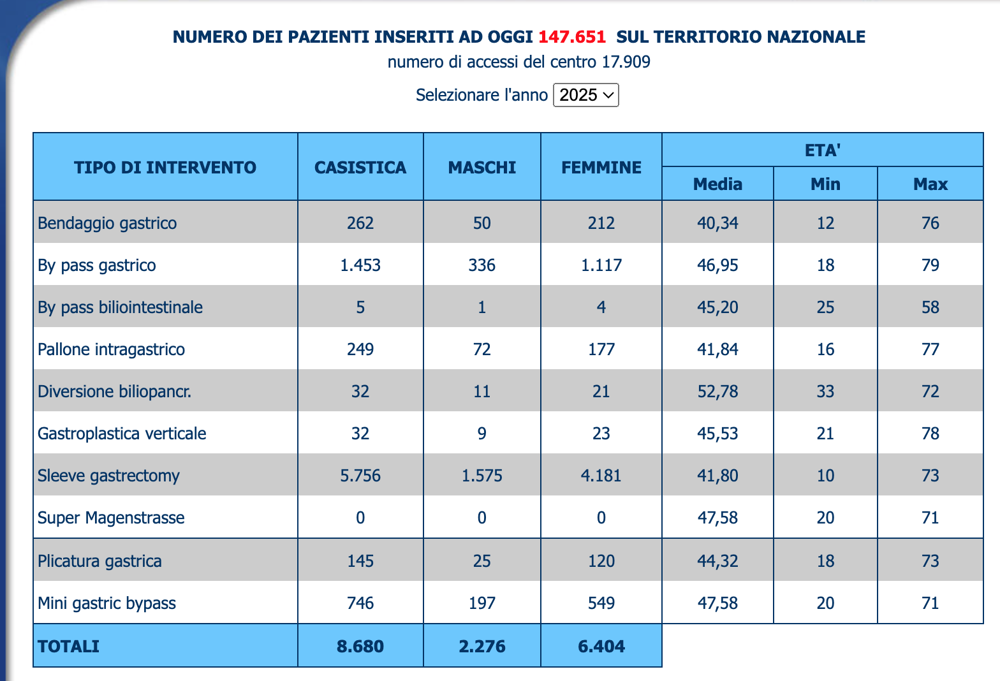 NUMERO DEI PAZIENTI INSERITI AD OGGI 147.651 SUL TERRITORIO NAZIONALE
numero di accessi del centro 17.909
Selezionare l'anno 2025
TIPO DI INTERVENTO CASISTICA MASCHI FEMMINE ETA'
Media Min Max
Bendaggio gastrico 262 50 212 40,34 12 76
By pass gastrico 1.453 336 1.117 46,95 18 79
By pass biliointestinale 5 1 4 45,20 25 58
Pallone intragastrico 249 72 177 41,84 16 77
Diversione biliopancr. 32 11 21 52,78 33 72
Gastroplastica verticale 32 9 23 45,53 21 78
Sleeve gastrectomy 5.756 1.575 4.181 41,80 10 73
Super Magenstrasse 0 0 0 47,58 20 71
Plicatura gastrica 145 25 120 44,32 18 73
Mini gastric bypass 746 197 549 47,58 20 71
TOTALI 8.680 2.276 6.404